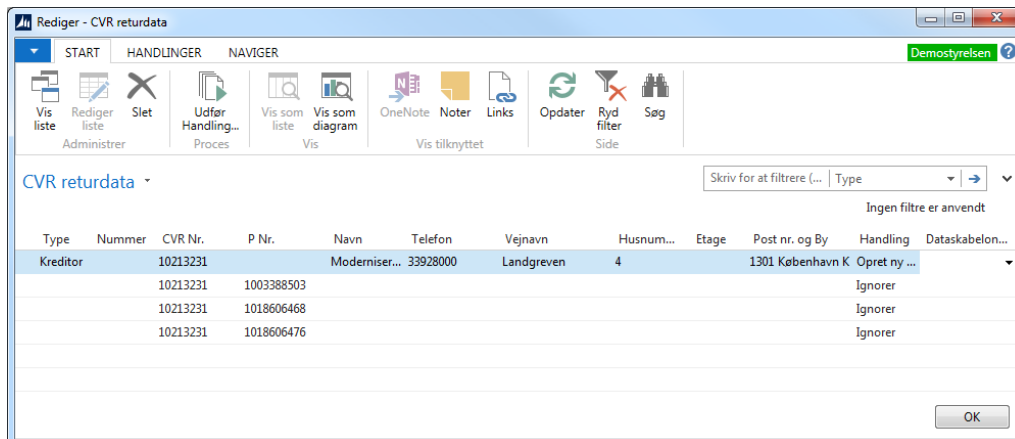 Rediger - CVR returdata
START HANDLINGER NAVIGER Demostyrelsen
Vis liste Rediger liste Slet Udfør Handling... Vis som liste Vis som diagram OneNote Noter Links Opdater Ryd filter Søg
Administrer Proces Vis Vis tilknyttet Side
CVR returdata Skriv for at filtrere (... Type
Ingen filtre er anvendt
Type Nummer CVR Nr. P Nr. Navn Telefon Vejnavn Husnum... Etage Post nr. og By Handling Dataskabelon...
Kreditor 10213231 Moderniser... 33928000 Landgreven 4 1301 København K Opret ny ...
10213231 1003388503 Ignorer
10213231 1018606468 Ignorer
10213231 1018606476 Ignorer
OK